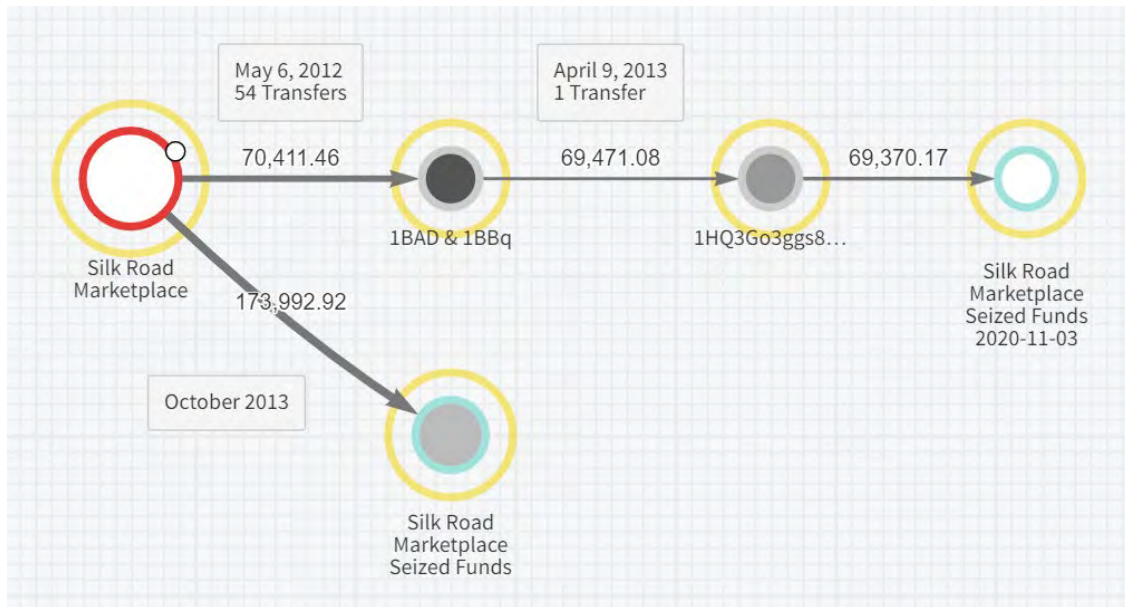 May 6, 2012
54 Transfers
April 9, 2013
1 Transfer
70,411.46
69,471.08
69,370.17
1BAD & 1BBq
1HQ3Go3ggs8…
Silk Road
Marketplace
Silk Road
Marketplace
Seized Funds
2020-11-03
173,992.92
October 2013
Silk Road
Marketplace
Seized Funds